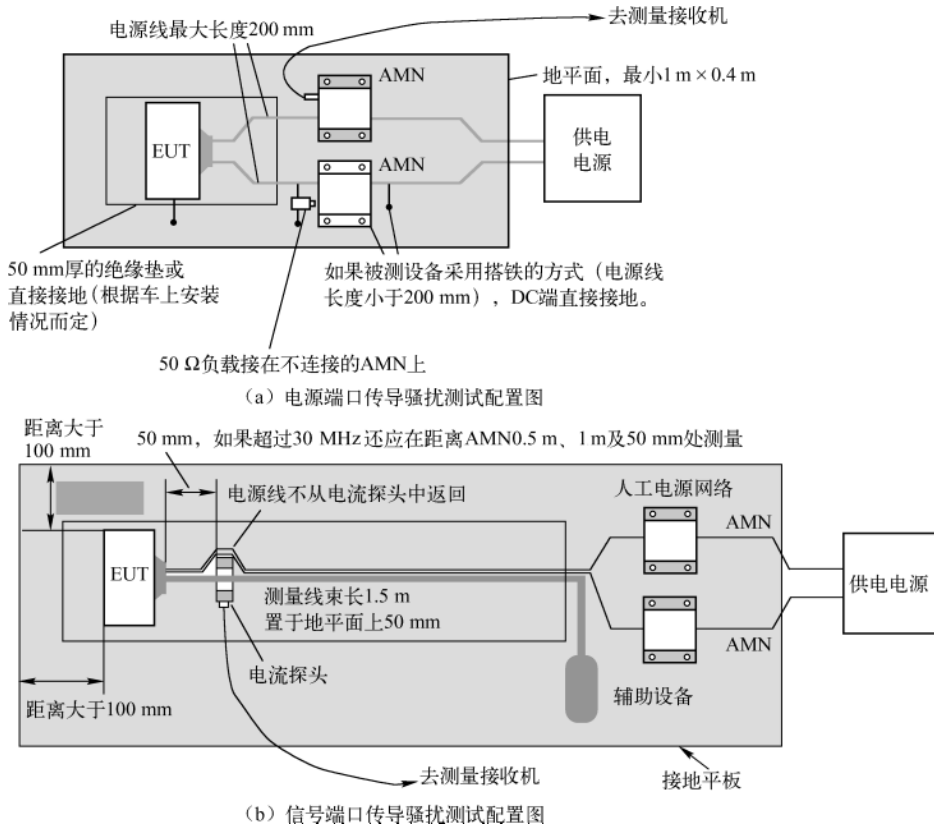 去测量接收机
电源线最大长度200 mm
AMN
地平面，最小1 m × 0.4 m
EUT
供电
电源
AMN
50 mm厚的绝缘垫或
直接接地(根据车上安装
情况而定)
如果被测设备采用搭铁的方式（电源线
长度小于200 mm），DC端直接接地。
50 Ω负载接在不连接的AMN上
（a）电源端口传导骚扰测试配置图
距离大于
100 mm
50 mm，如果超过30 MHz 还应在距离AMN0.5 m、1 m及50 mm处测量
电源线不从电流探头中返回
人工电源网络
AMN
EUT
供电电源
测量线束长1.5 m
置于地平面上50 mm
AMN
电流探头
辅助设备
距离大于100 mm
去测量接收机
接地平板
（b）信号端口传导骚扰测试配置图